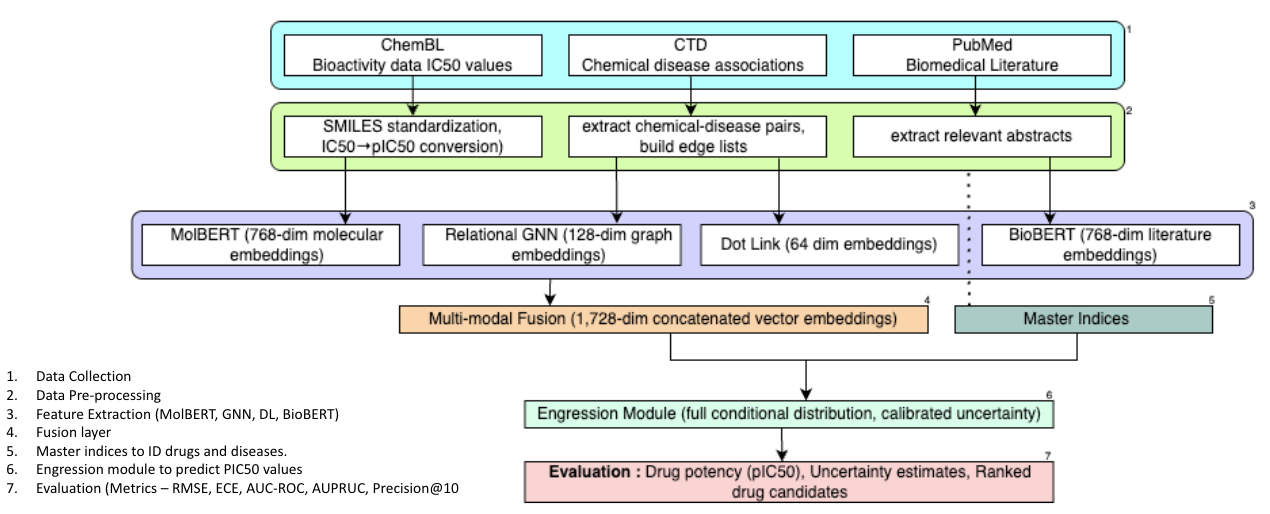 1
ChemBL
Bioactivity data IC50 values
CTD
Chemical disease associations
PubMed
Biomedical Literature
2
SMILES standardization,
IC50→pIC50 conversion)
extract chemical-disease pairs,
build edge lists
extract relevant abstracts
3
MolBERT (768-dim molecular
embeddings)
Relational GNN (128-dim graph
embeddings)
Dot Link (64 dim embeddings)
BioBERT (768-dim literature
embeddings)
4
Multi-modal Fusion (1,728-dim concatenated vector embeddings)
5
Master Indices
6
Engression Module (full conditional distribution, calibrated uncertainty)
7
Evaluation : Drug potency (pIC50), Uncertainty estimates, Ranked
drug candidates
1. Data Collection
2. Data Pre-processing
3. Feature Extraction (MolBERT, GNN, DL, BioBERT)
4. Fusion layer
5. Master indices to ID drugs and diseases.
6. Engression module to predict PIC50 values
7. Evaluation (Metrics – RMSE, ECE, AUC-ROC, AUPRUC, Precision@10